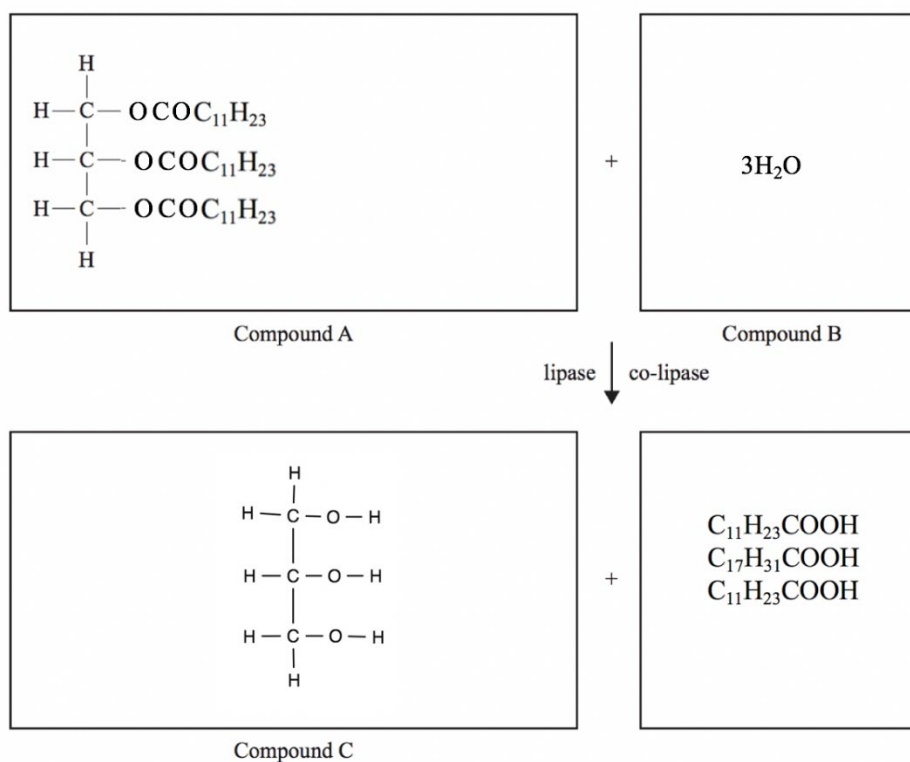 H
H—C— OCOC₁₁H₂₃
H—C— OCOC₁₁H₂₃
H—C— OCOC₁₁H₂₃
H
+
3H₂O
Compound A
Compound B
lipase co-lipase
H
H—C—O—H
H—C—O—H
H—C—O—H
H
+
C₁₁H₂₃COOH
C₁₇H₃₁COOH
C₁₁H₂₃COOH
Compound C